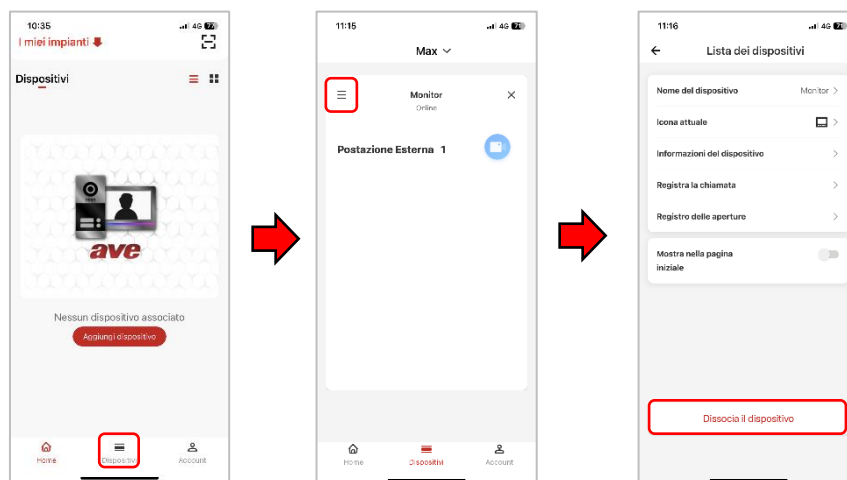 10:35
4G 77
I miei impianti
Dispositivi
ave
Nessun dispositivo associato
Aggiungi dispositivo
Home
Dispositivi
Account
11:15
4G
Max
Monitor
Online
Postazione Esterna 1
Home
Dispositivi
Account
11:16
4G
Lista dei dispositivi
Nome del dispositivo Monitor
Icona attuale
Informazioni del dispositivo
Registra la chiamata
Registro delle aperture
Mostra nella pagina
iniziale
Dissocia il dispositivo